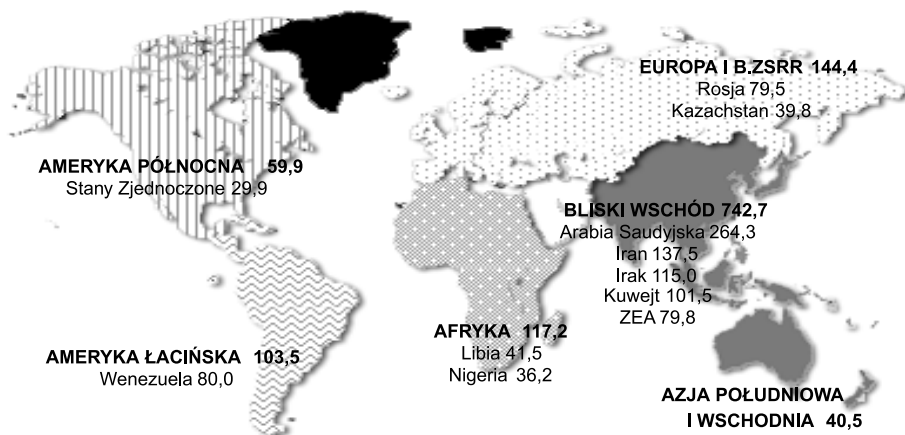 EUROPA I B.ZSRR 144,4
Rosja 79,5
Kazachstan 39,8
AMERYKA PÓŁNOCNA 59,9
Stany Zjednoczone 29,9
BLISKI WSCHÓD 742,7
Arabia Saudyjska 264,3
Iran 137,5
Irak 115,0
Kuwejt 101,5
ZEA 79,8
AFRYKA 117,2
Libia 41,5
Nigeria 36,2
AMERYKA ŁACIŃSKA 103,5
Wenezuela 80,0
AZJA POŁUDNIOWA
I WSCHODNIA 40,5